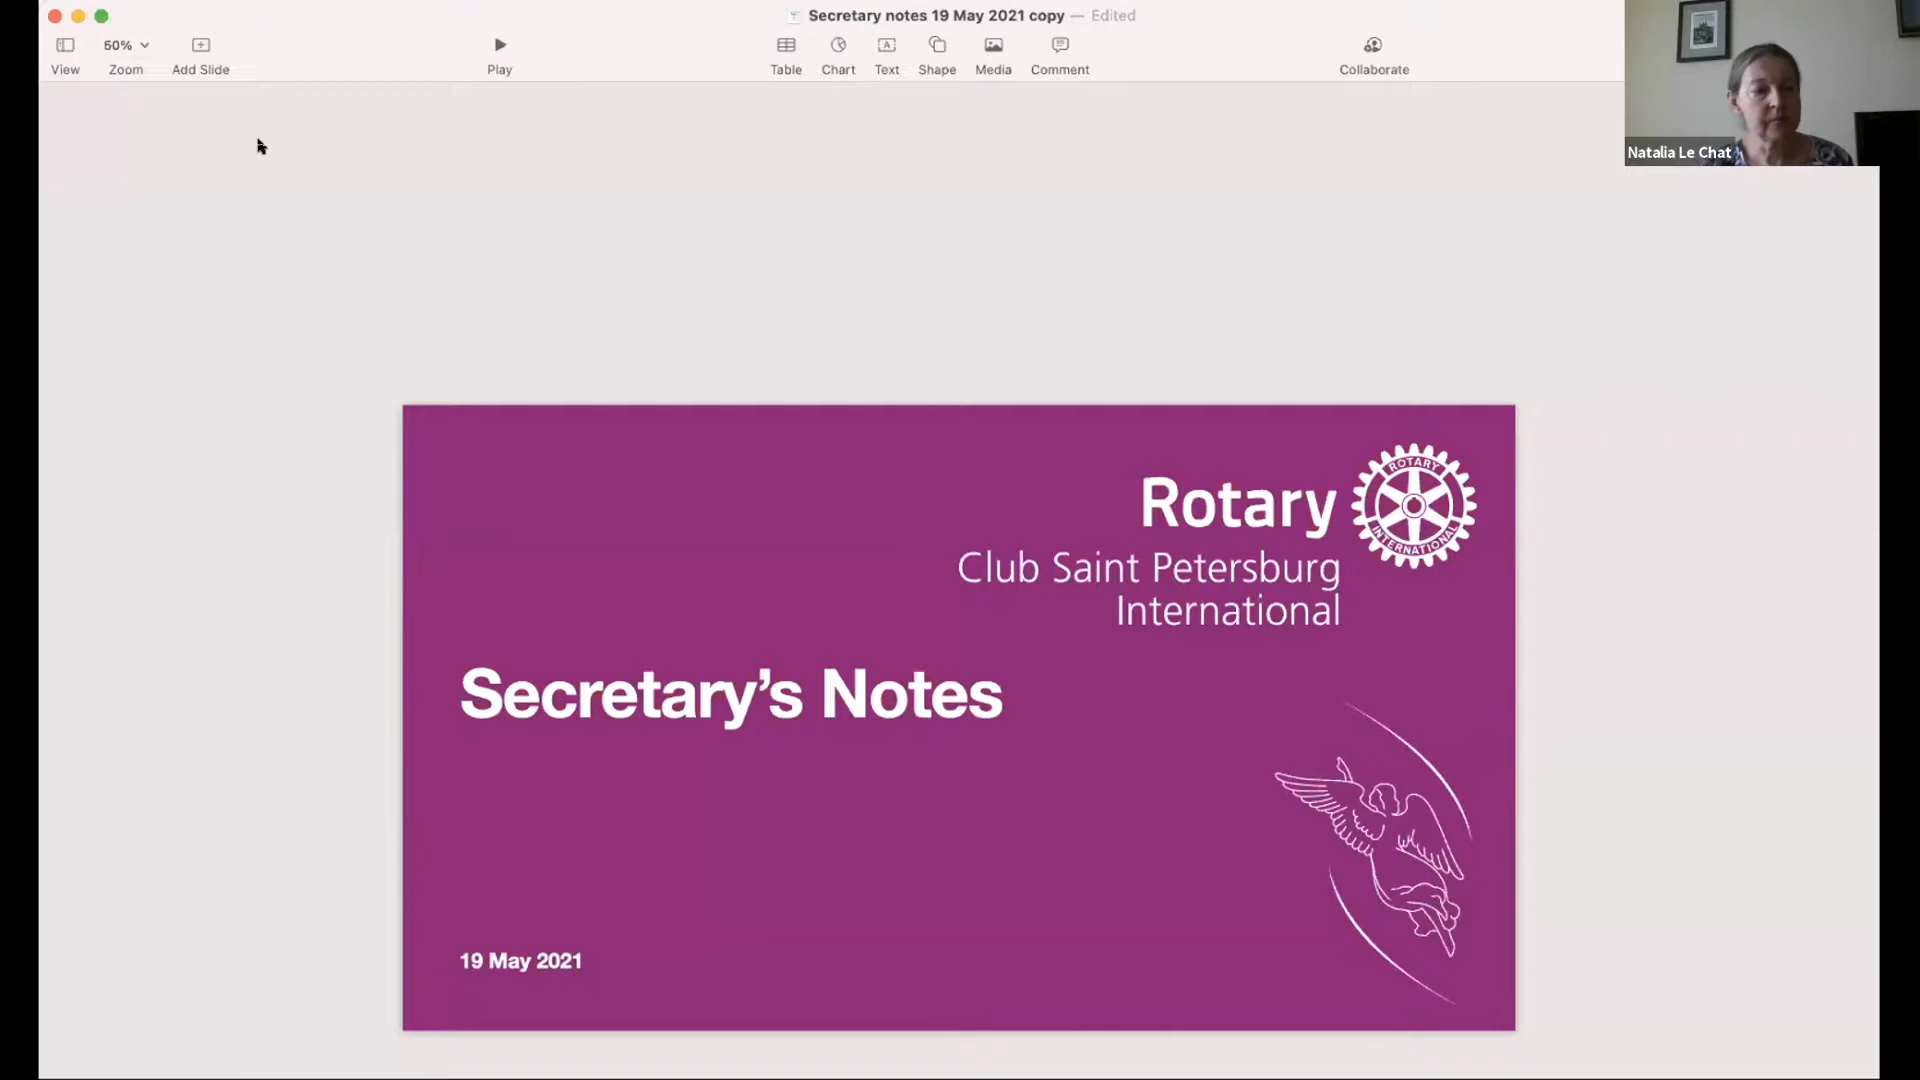 Secretary notes 19 May 2021 copy — Edited
50%
View
Zoom
Add Slide
Play
Table
Chart
Text
Shape
Media
Comment
Collaborate
Natalia Le Chat
ROTARY
INTERNATIONAL
Rotary
Club Saint Petersburg
International
Secretary’s Notes
19 May 2021